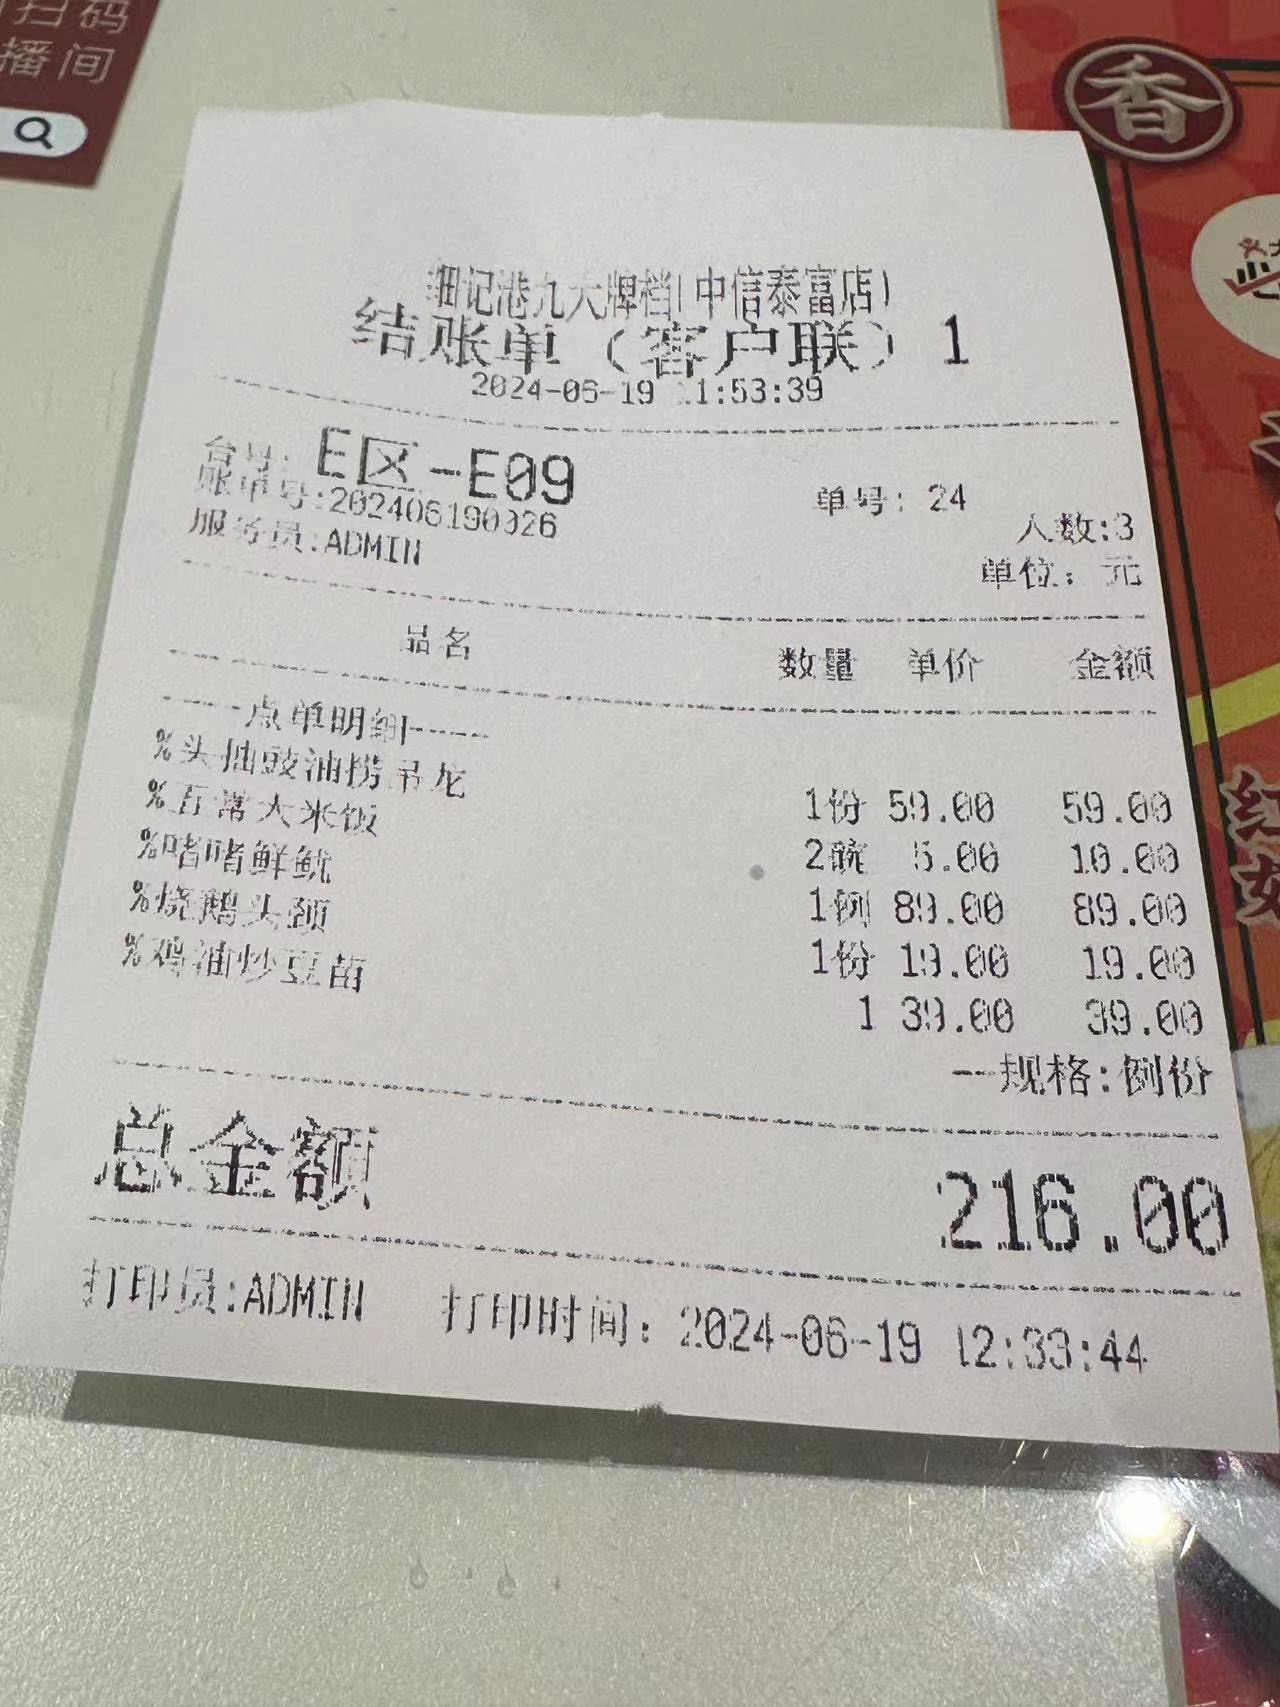 扫码
播间
香
细记港九大牌档(中信泰富店)
结账单（客户联）1
2024-06-19 11:53:39
台号: E区-E09
单号: 24
账单号:202406190026
人数:3
服务员:ADMIN
单位: 元
品名 数量 单价 金额
-----点单明细-----
%头抽豉油捞吊龙 1份 59.00 59.00
%五常大米饭 2碗 5.00 10.00
%啫啫鲜鱿 1例 89.00 89.00
%烧鹅头颈 1份 19.00 19.00
%鸡油炒豆苗 1 39.00 39.00
--规格:例份
总金额 216.00
打印员:ADMIN 打印时间: 2024-06-19 12:33:44